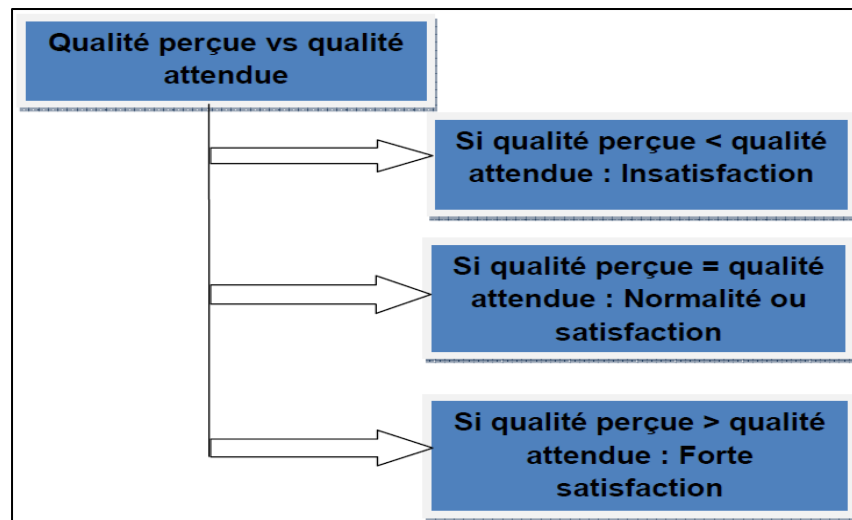 Qualité perçue vs qualité
attendue
Si qualité perçue < qualité
attendue : Insatisfaction
Si qualité perçue = qualité
attendue : Normalité ou
satisfaction
Si qualité perçue > qualité
attendue : Forte
satisfaction